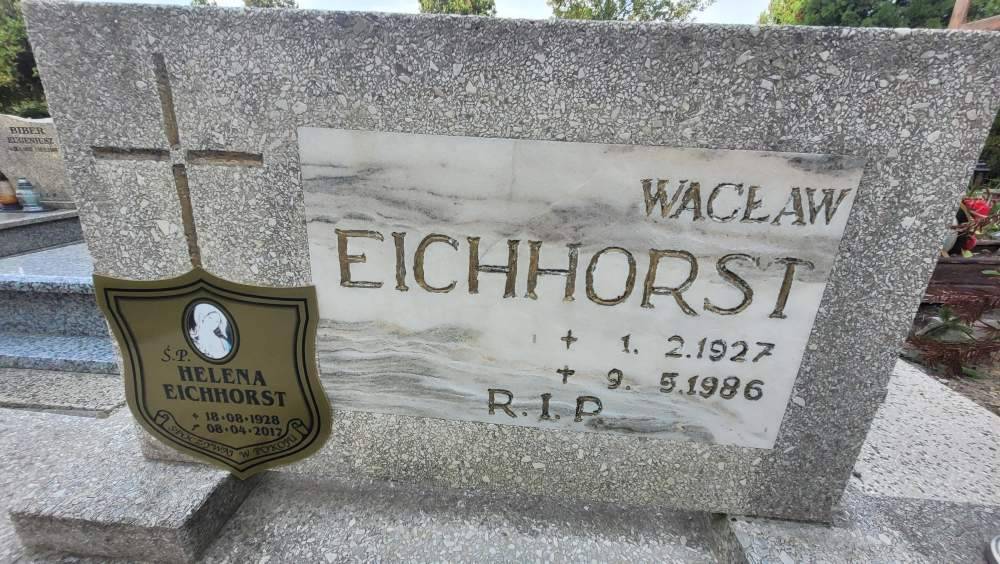 BIBER
EUGENIUSZ
WACŁAW
EICHHORST
+ 1. 2.1927
+ 9. 5.1986
R.I.P.
Ś.P.
HELENA
EICHHORST
+ 18•08•1928
† 08•04•2017
SPOCZYWAJ W POKOJU